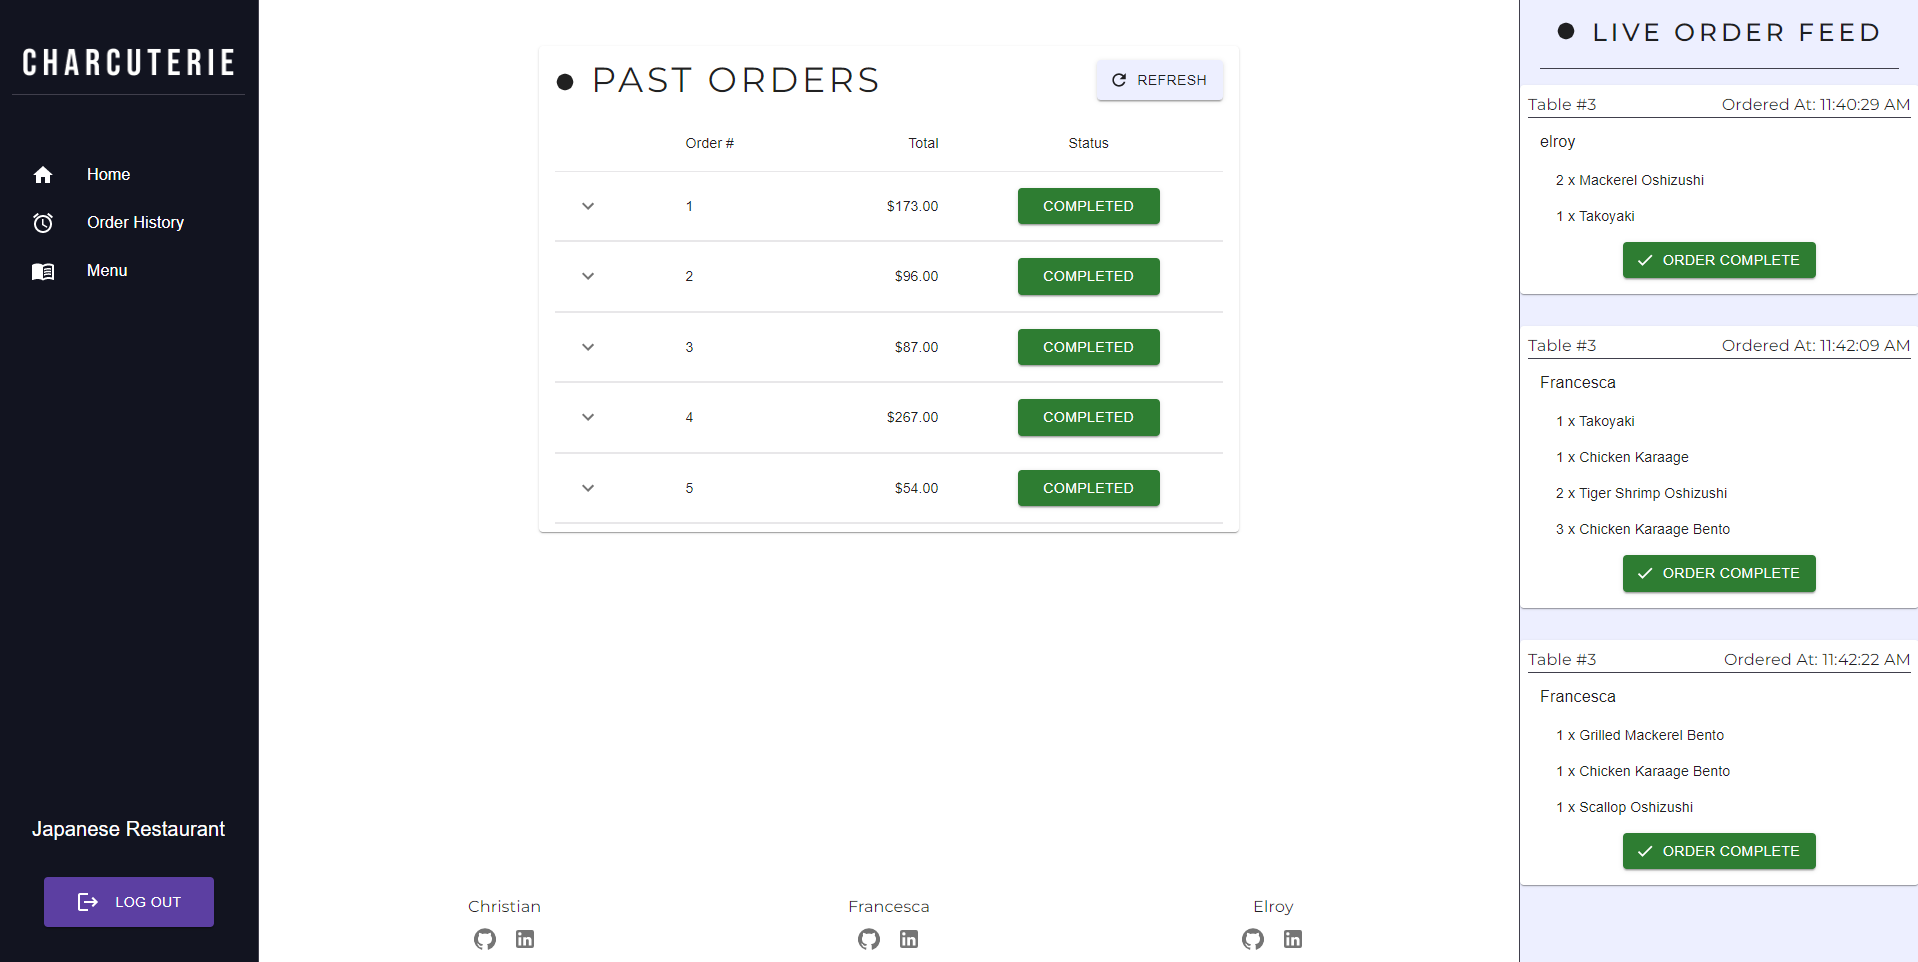 CHARCUTERIE
Home
Order History
Menu
Japanese Restaurant
LOG OUT
PAST ORDERS
REFRESH
Order # Total Status
1 $173.00 COMPLETED
2 $96.00 COMPLETED
3 $87.00 COMPLETED
4 $267.00 COMPLETED
5 $54.00 COMPLETED
Christian Francesca Elroy
LIVE ORDER FEED
Table #3 Ordered At: 11:40:29 AM
elroy
2 x Mackerel Oshizushi
1 x Takoyaki
ORDER COMPLETE
Table #3 Ordered At: 11:42:09 AM
Francesca
1 x Takoyaki
1 x Chicken Karaage
2 x Tiger Shrimp Oshizushi
3 x Chicken Karaage Bento
ORDER COMPLETE
Table #3 Ordered At: 11:42:22 AM
Francesca
1 x Grilled Mackerel Bento
1 x Chicken Karaage Bento
1 x Scallop Oshizushi
ORDER COMPLETE